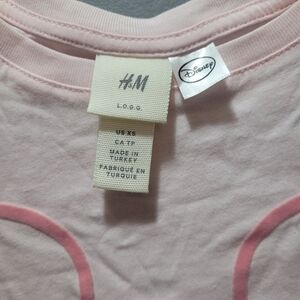 H&M
L.O.G.G.
Disney
US XS
CA TP
MADE IN
TURKEY
FABRIQUÉ EN
TURQUIE